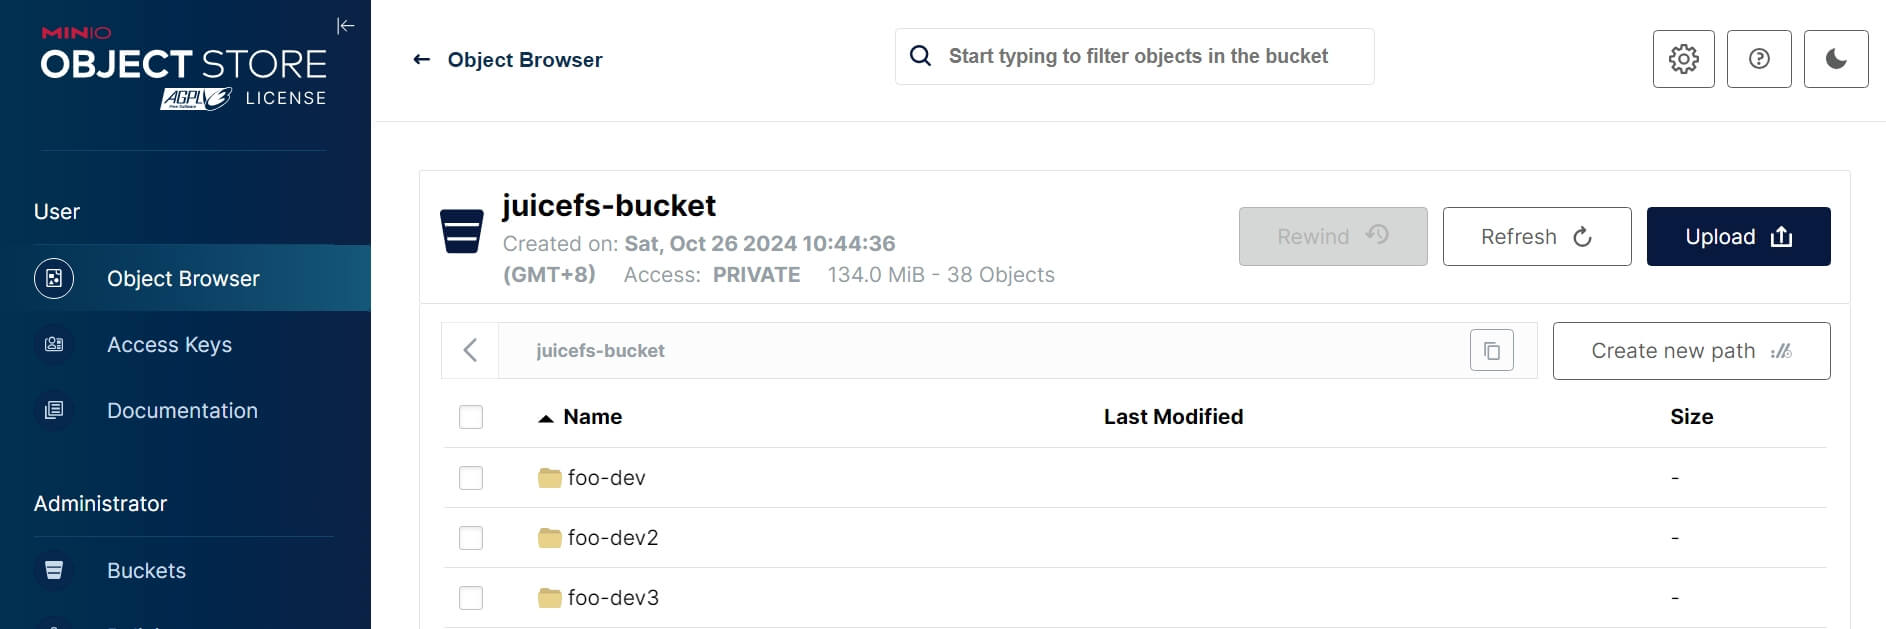 MINIO
OBJECT STORE
AGPLv3 LICENSE
User
Object Browser
Access Keys
Documentation
Administrator
Buckets
Object Browser
Start typing to filter objects in the bucket
juicefs-bucket
Created on: Sat, Oct 26 2024 10:44:36
(GMT+8) Access: PRIVATE 134.0 MiB - 38 Objects
Rewind
Refresh
Upload
juicefs-bucket
Create new path
Name Last Modified Size
foo-dev -
foo-dev2 -
foo-dev3 -